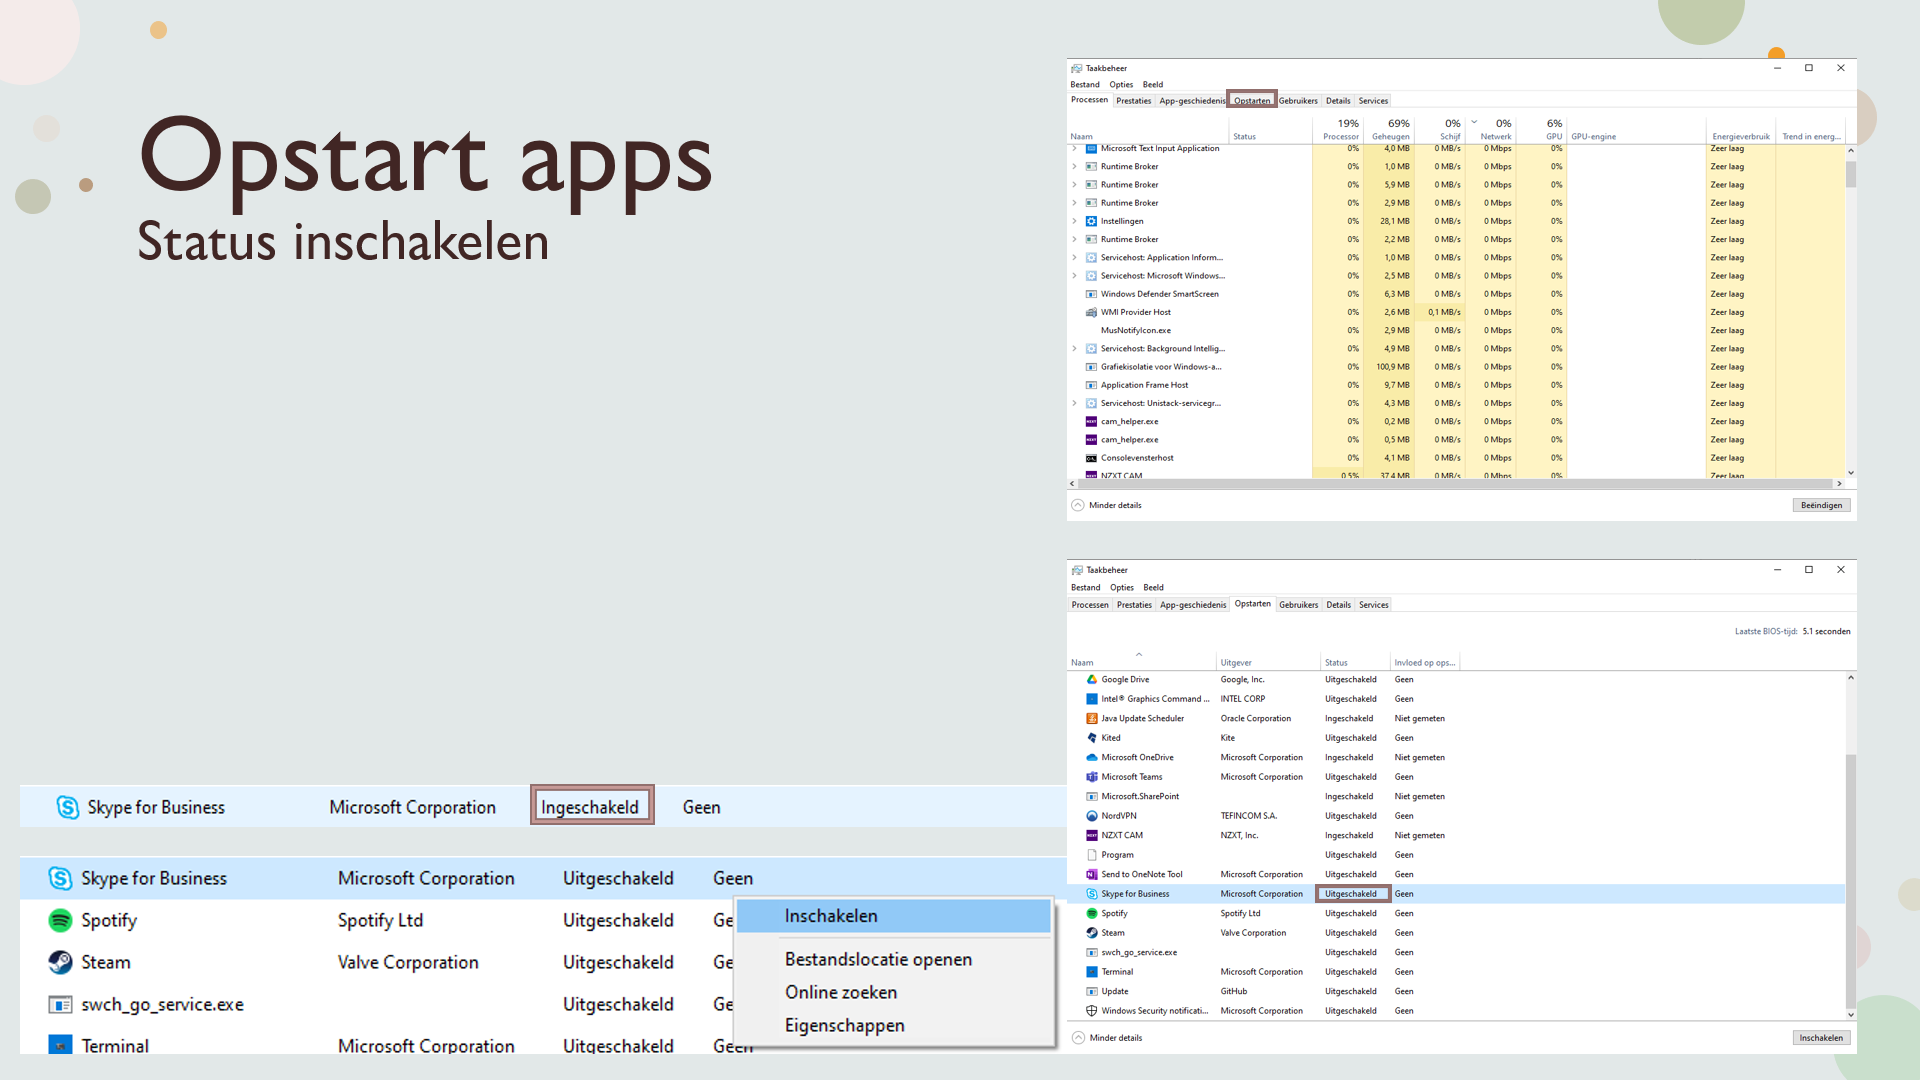 Opstart apps
Status inschakelen
Taakbeheer
Bestand Opties Beeld
Processen Prestaties App-geschiedenis Opstarten Gebruikers Details Services
19% 69% 0% 0% 6%
Naam Status Processor Geheugen Schijf Netwerk GPU GPU-engine Energieverbruik Trend in energ...
Microsoft Text Input Application 0% 4,0 MB 0 MB/s 0 Mbps 0% Zeer laag
Runtime Broker 0% 1,0 MB 0 MB/s 0 Mbps 0% Zeer laag
Runtime Broker 0% 5,9 MB 0 MB/s 0 Mbps 0% Zeer laag
Runtime Broker 0% 2,9 MB 0 MB/s 0 Mbps 0% Zeer laag
Instellingen 0% 28,1 MB 0 MB/s 0 Mbps 0% Zeer laag
Runtime Broker 0% 2,2 MB 0 MB/s 0 Mbps 0% Zeer laag
Servicehost: Application Inform... 0% 1,0 MB 0 MB/s 0 Mbps 0% Zeer laag
Servicehost: Microsoft Windows... 0% 2,5 MB 0 MB/s 0 Mbps 0% Zeer laag
Windows Defender SmartScreen 0% 6,3 MB 0 MB/s 0 Mbps 0% Zeer laag
WMI Provider Host 0% 2,6 MB 0,1 MB/s 0 Mbps 0% Zeer laag
MusNotifyIcon.exe 0% 2,9 MB 0 MB/s 0 Mbps 0% Zeer laag
Servicehost: Background Intellig... 0% 4,9 MB 0 MB/s 0 Mbps 0% Zeer laag
Grafiekisolatie voor Windows-a... 0% 100,9 MB 0 MB/s 0 Mbps 0% Zeer laag
Application Frame Host 0% 9,7 MB 0 MB/s 0 Mbps 0% Zeer laag
Servicehost: Unistack-servicegr... 0% 4,3 MB 0 MB/s 0 Mbps 0% Zeer laag
cam_helper.exe 0% 0,2 MB 0 MB/s 0 Mbps 0% Zeer laag
cam_helper.exe 0% 0,5 MB 0 MB/s 0 Mbps 0% Zeer laag
Consolevensterhost 0% 4,1 MB 0 MB/s 0 Mbps 0% Zeer laag
NZXT CAM 0,5% 37,4 MB 0 MB/s 0 Mbps 0% Zeer laag
Minder details Beëindigen
Taakbeheer
Bestand Opties Beeld
Processen Prestaties App-geschiedenis Opstarten Gebruikers Details Services
Laatste BIOS-tijd: 5.1 seconden
Naam Uitgever Status Invloed op ops...
Google Drive Google, Inc. Uitgeschakeld Geen
Intel® Graphics Command ... INTEL CORP Uitgeschakeld Geen
Java Update Scheduler Oracle Corporation Ingeschakeld Niet gemeten
Kited Kite Uitgeschakeld Geen
Microsoft OneDrive Microsoft Corporation Ingeschakeld Niet gemeten
Microsoft Teams Microsoft Corporation Uitgeschakeld Geen
Microsoft.SharePoint Ingeschakeld Niet gemeten
NordVPN TEFINCOM S.A. Uitgeschakeld Geen
NZXT CAM NZXT, Inc. Ingeschakeld Niet gemeten
Program Uitgeschakeld Geen
Send to OneNote Tool Microsoft Corporation Uitgeschakeld Geen
Skype for Business Microsoft Corporation Uitgeschakeld Geen
Spotify Spotify Ltd Uitgeschakeld Geen
Steam Valve Corporation Uitgeschakeld Geen
swch_go_service.exe Uitgeschakeld Geen
Terminal Microsoft Corporation Uitgeschakeld Geen
Update GitHub Uitgeschakeld Geen
Windows Security notificati... Microsoft Corporation Uitgeschakeld Geen
Minder details Inschakelen
Skype for Business Microsoft Corporation Ingeschakeld Geen
Skype for Business Microsoft Corporation Uitgeschakeld Geen
Spotify Spotify Ltd Uitgeschakeld Ge
Steam Valve Corporation Uitgeschakeld Ge
swch_go_service.exe Uitgeschakeld Ge
Terminal Microsoft Corporation Uitgeschakeld Geen
Inschakelen
Bestandslocatie openen
Online zoeken
Eigenschappen